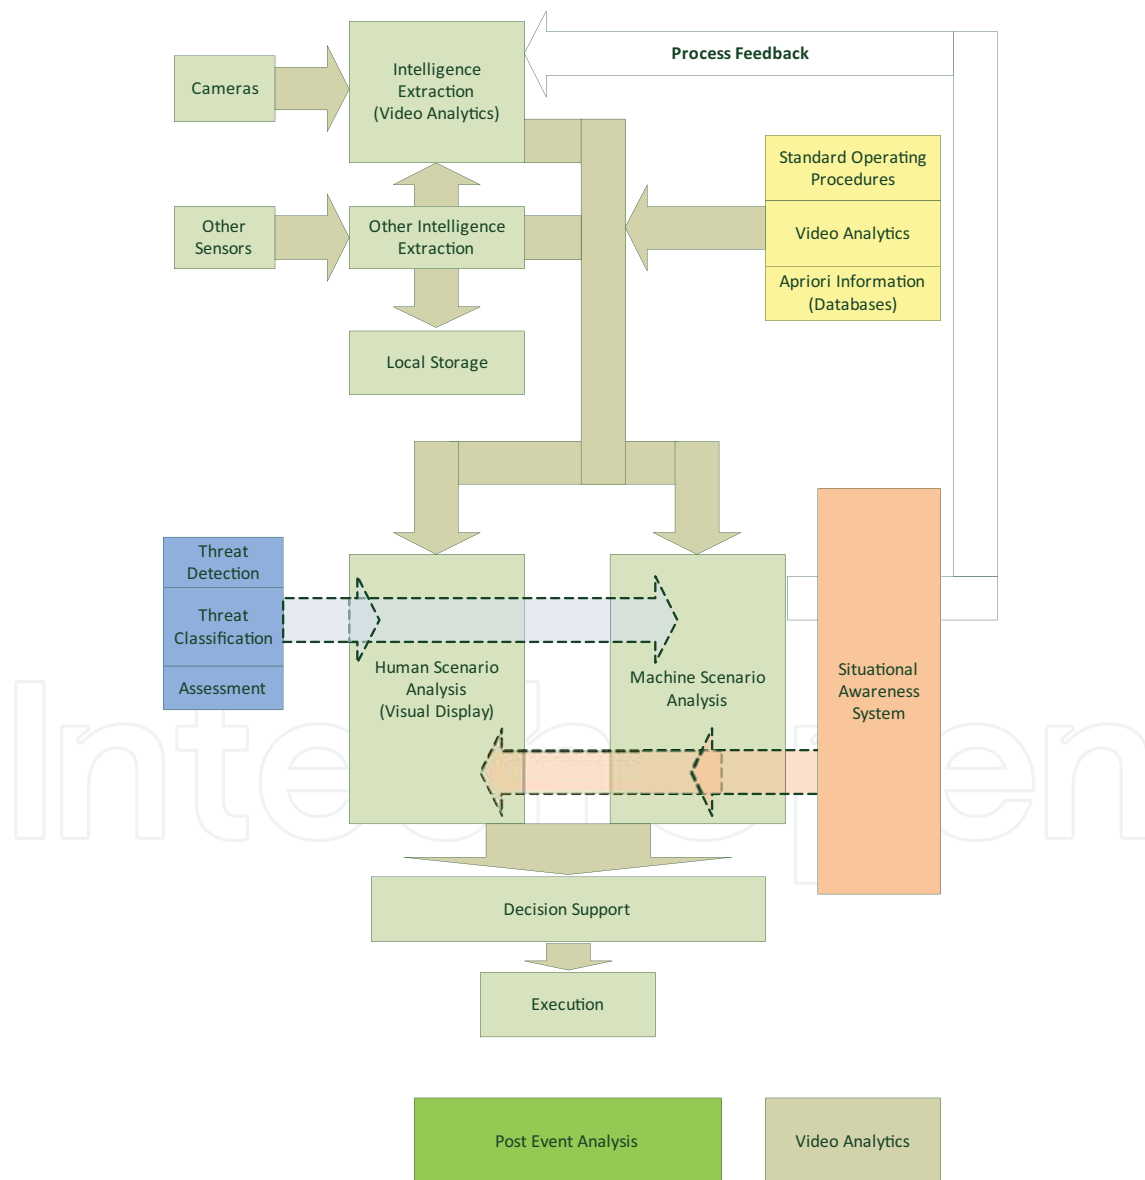 Process Feedback
Intelligence
Extraction
(Video Analytics)
Cameras
Standard Operating
Procedures
Video Analytics
Apriori Information
(Databases)
Other
Sensors
Other Intelligence
Extraction
Local Storage
Threat
Detection
Threat
Classification
Assessment
Human Scenario
Analysis
(Visual Display)
Machine Scenario
Analysis
Situational
Awareness
System
IntechOpen
Decision Support
Execution
Post Event Analysis
Video Analytics